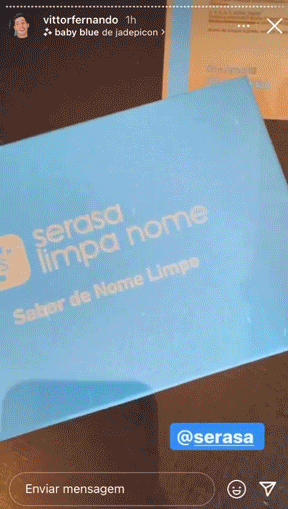 vittorfernando 1h
baby blue de jadepicon >
serasa
limpa nome
Sabor de Nome Limpo
@serasa
Enviar mensagem